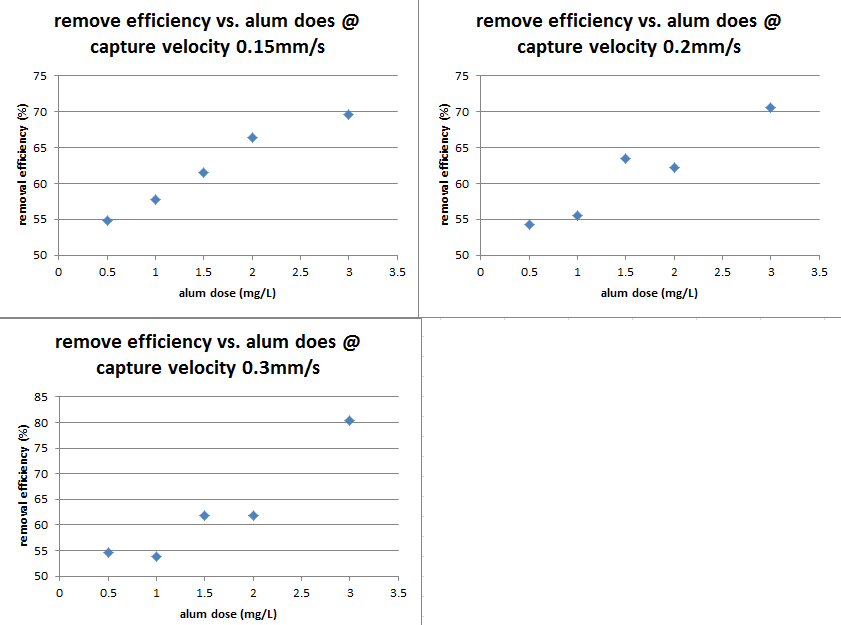 remove efficiency vs. alum does @
capture velocity 0.15mm/s
75
70
65
60
55
50
removal efficiency (%)
0 0.5 1 1.5 2 2.5 3 3.5
alum dose (mg/L)
remove efficiency vs. alum does @
capture velocity 0.2mm/s
75
70
65
60
55
50
removal efficiency (%)
0 0.5 1 1.5 2 2.5 3 3.5
alum dose (mg/L)
remove efficiency vs. alum does @
capture velocity 0.3mm/s
85
80
75
70
65
60
55
50
removal efficiency (%)
0 0.5 1 1.5 2 2.5 3 3.5
alum dose (mg/L)